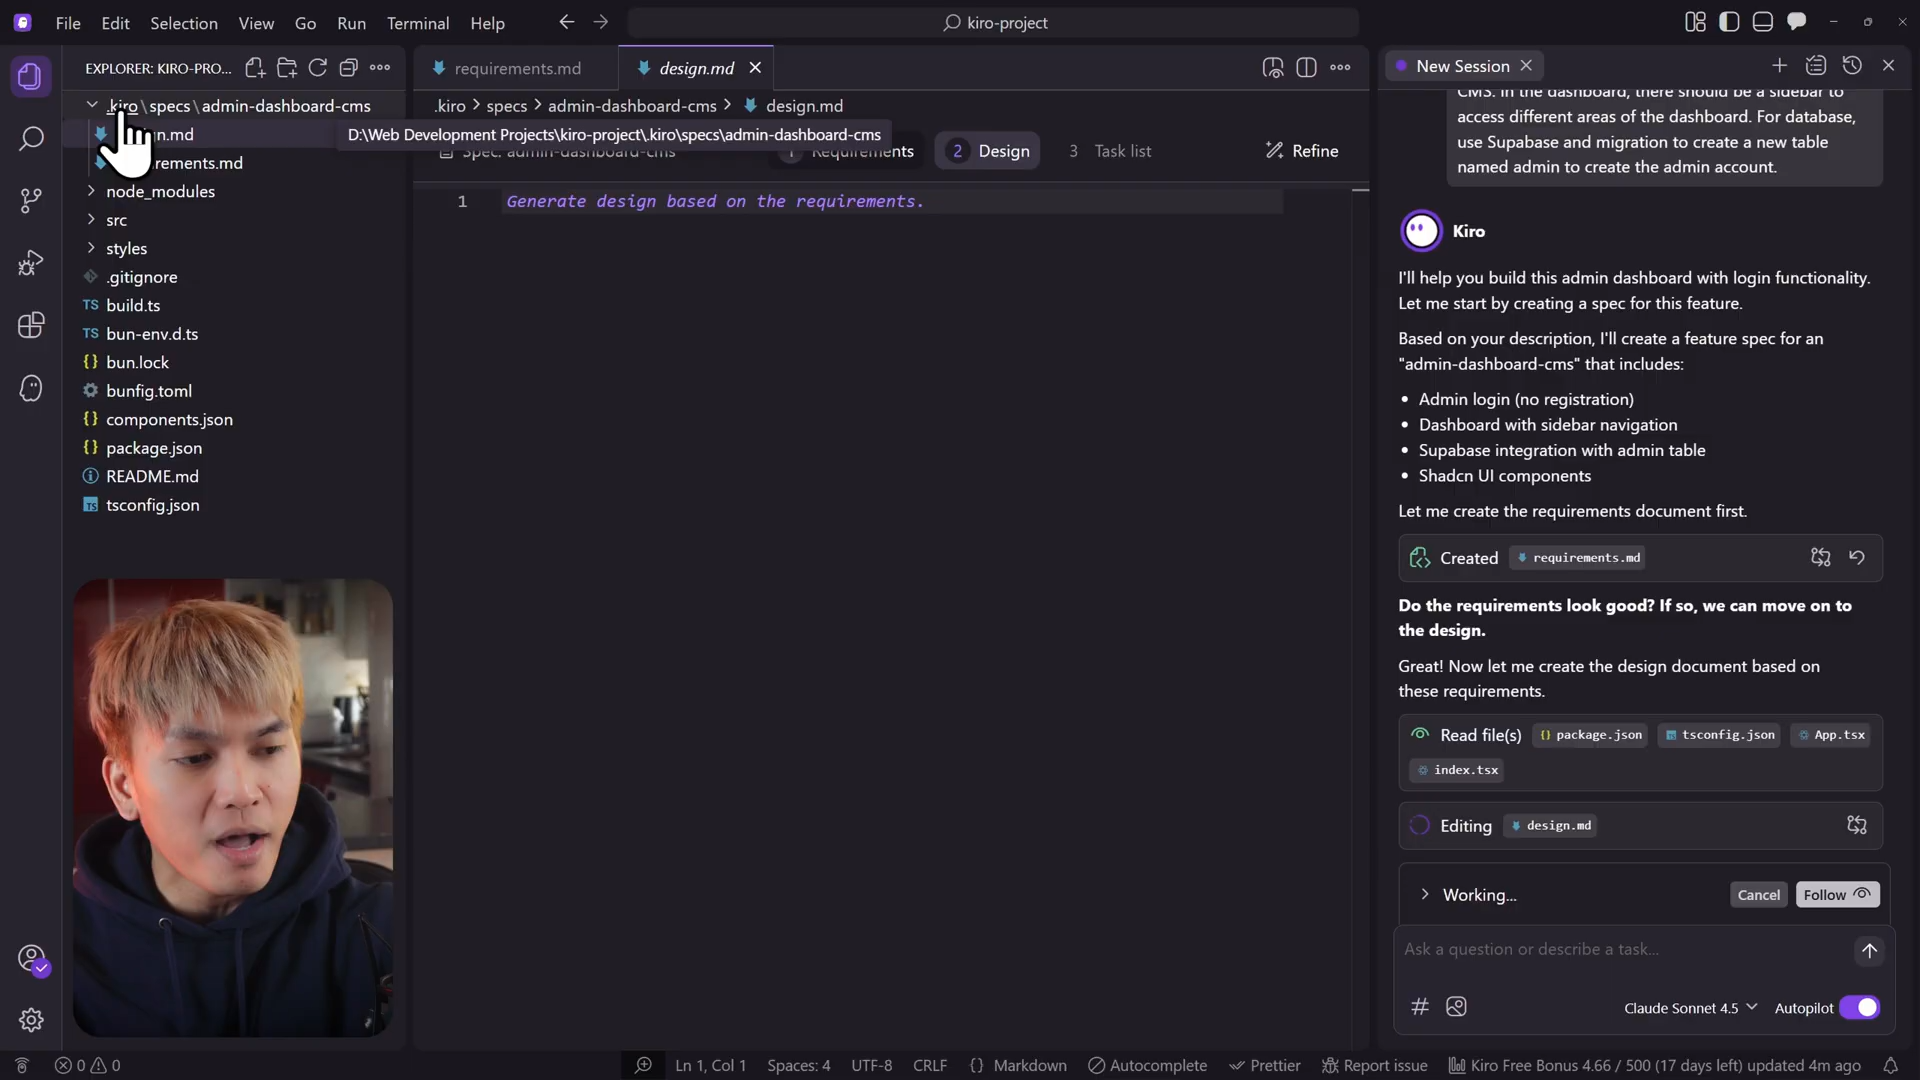 File Edit Selection View Go Run Terminal Help
kiro-project
EXPLORER: KIRO-PRO...
.kiro \ specs \ admin-dashboard-cms
node_modules
src
styles
.gitignore
TS build.ts
TS bun-env.d.ts
{} bun.lock
bunfig.toml
{} components.json
{} package.json
README.md
tsconfig.json
requirements.md
design.md
.kiro > specs > admin-dashboard-cms > design.md
D:\Web Development Projects\kiro-project\.kiro\specs\admin-dashboard-cms
2 Design
3 Task list
Refine
1 Generate design based on the requirements.
New Session
CMS. In the dashboard, there should be a sidebar to
access different areas of the dashboard. For database,
use Supabase and migration to create a new table
named admin to create the admin account.
Kiro
I'll help you build this admin dashboard with login functionality.
Let me start by creating a spec for this feature.
Based on your description, I'll create a feature spec for an
"admin-dashboard-cms" that includes:
• Admin login (no registration)
• Dashboard with sidebar navigation
• Supabase integration with admin table
• Shadcn UI components
Let me create the requirements document first.
Created requirements.md
Do the requirements look good? If so, we can move on to
the design.
Great! Now let me create the design document based on
these requirements.
Read file(s) {} package.json tsconfig.json App.tsx
index.tsx
Editing design.md
Working...
Cancel
Follow
Ask a question or describe a task...
Claude Sonnet 4.5
Autopilot
0 0
Ln 1, Col 1 Spaces: 4 UTF-8 CRLF {} Markdown Autocomplete Prettier Report issue Kiro Free Bonus 4.66 / 500 (17 days left) updated 4m ago